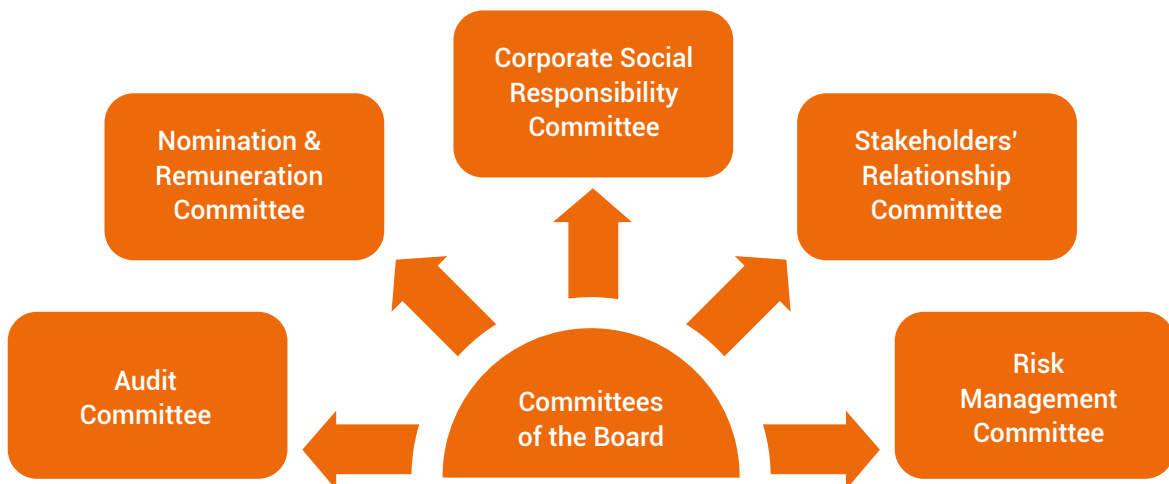 Corporate Social
Responsibility
Committee
Nomination &
Remuneration
Committee
Stakeholders'
Relationship
Committee
Audit
Committee
Committees
of the Board
Risk
Management
Committee